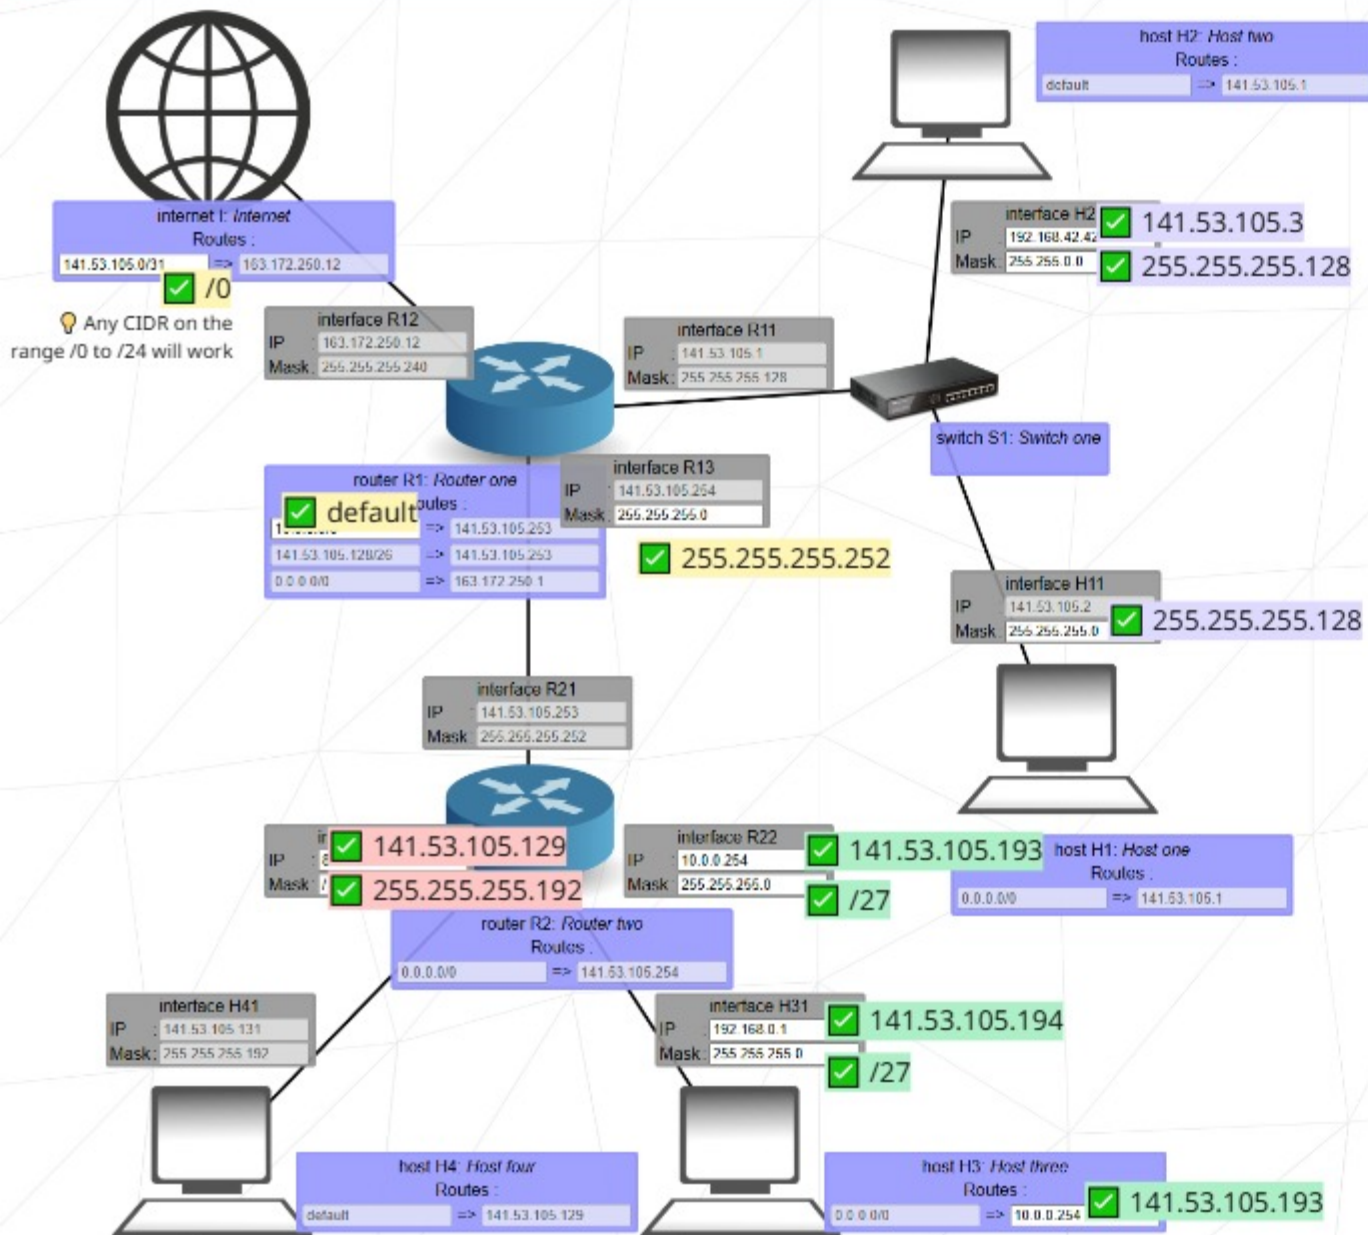 host H2: Host two
Routes :
default => 141.53.105.1
internet I: Internet
Routes :
141.53.105.0/31 => 163.172.250.12
/0
Any CIDR on the
range /0 to /24 will work
interface H2
IP : 192.168.42.42
141.53.105.3
Mask: 255.255.0.0
255.255.255.128
interface R12
IP : 163.172.250.12
Mask: 255.255.255.240
interface R11
IP : 141.53.105.1
Mask: 255.255.255.128
switch S1: Switch one
router R1: Router one
default
=> 141.53.105.253
141.53.105.128/26 => 141.53.105.253
0.0.0.0/0 => 163.172.250.1
interface R13
IP : 141.53.105.254
Mask: 255.255.255.0
255.255.255.252
interface H11
IP : 141.53.105.2
Mask: 255.255.255.0
255.255.255.128
interface R21
IP : 141.53.105.253
Mask: 255.255.255.252
IP :
141.53.105.129
Mask:
255.255.255.192
interface R22
IP : 10.0.0.254
141.53.105.193
Mask: 255.255.255.0
/27
host H1: Host one
Routes :
0.0.0.0/0 => 141.53.105.1
router R2: Router two
Routes :
0.0.0.0/0 => 141.53.105.254
interface H41
IP : 141.53.105.131
Mask: 255.255.255.192
interface H31
IP : 192.168.0.1
141.53.105.194
Mask: 255.255.255.0
/27
host H4: Host four
Routes :
default => 141.53.105.129
host H3: Host three
Routes :
0.0.0.0/0 => 10.0.0.254
141.53.105.193